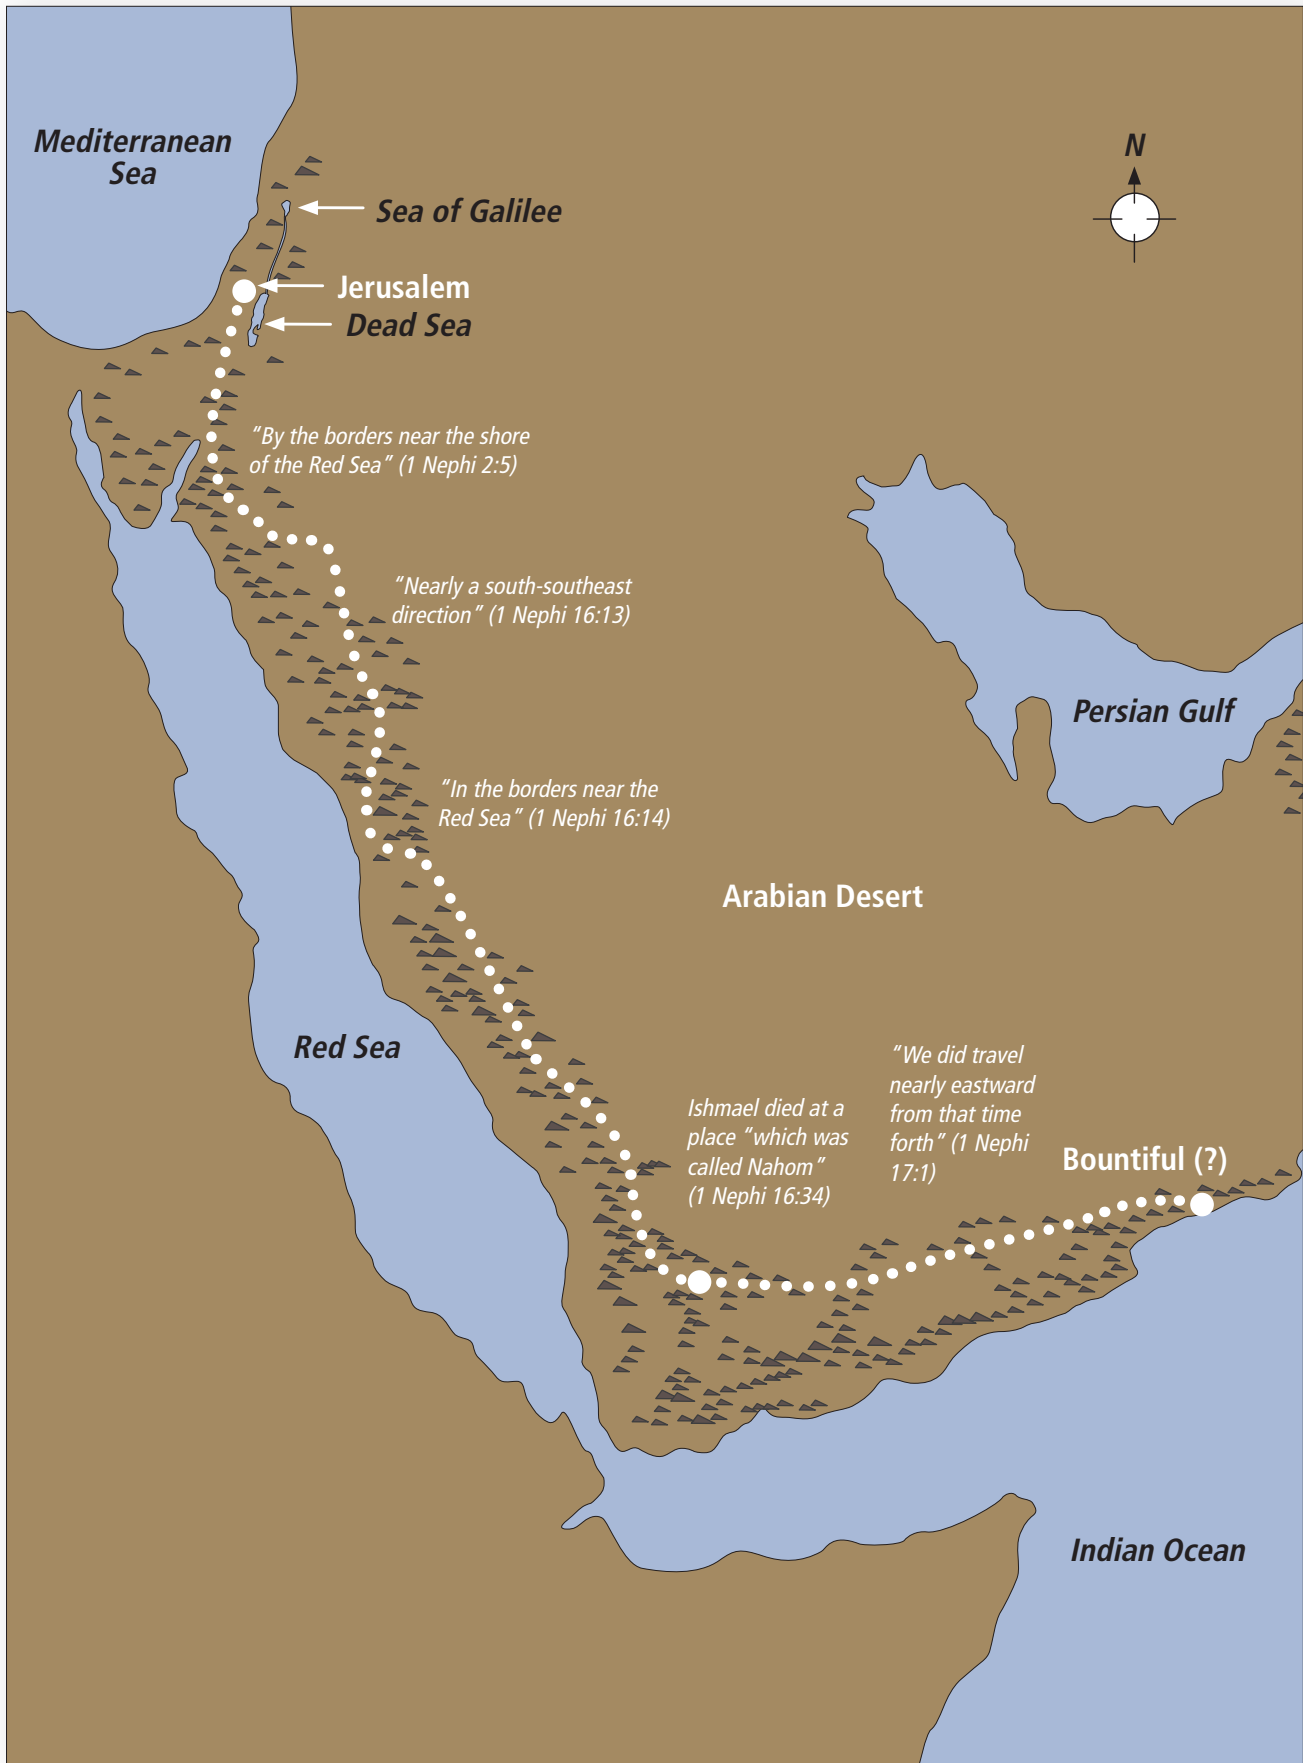 Mediterranean
Sea
N
Sea of Galilee
Jerusalem
Dead Sea
“By the borders near the shore
of the Red Sea” (1 Nephi 2:5)
“Nearly a south-southeast
direction” (1 Nephi 16:13)
Persian Gulf
“In the borders near the
Red Sea” (1 Nephi 16:14)
Arabian Desert
Red Sea
“We did travel
nearly eastward
from that time
forth” (1 Nephi
17:1)
Ishmael died at a
place “which was
called Nahom”
(1 Nephi 16:34)
Bountiful (?)
Indian Ocean